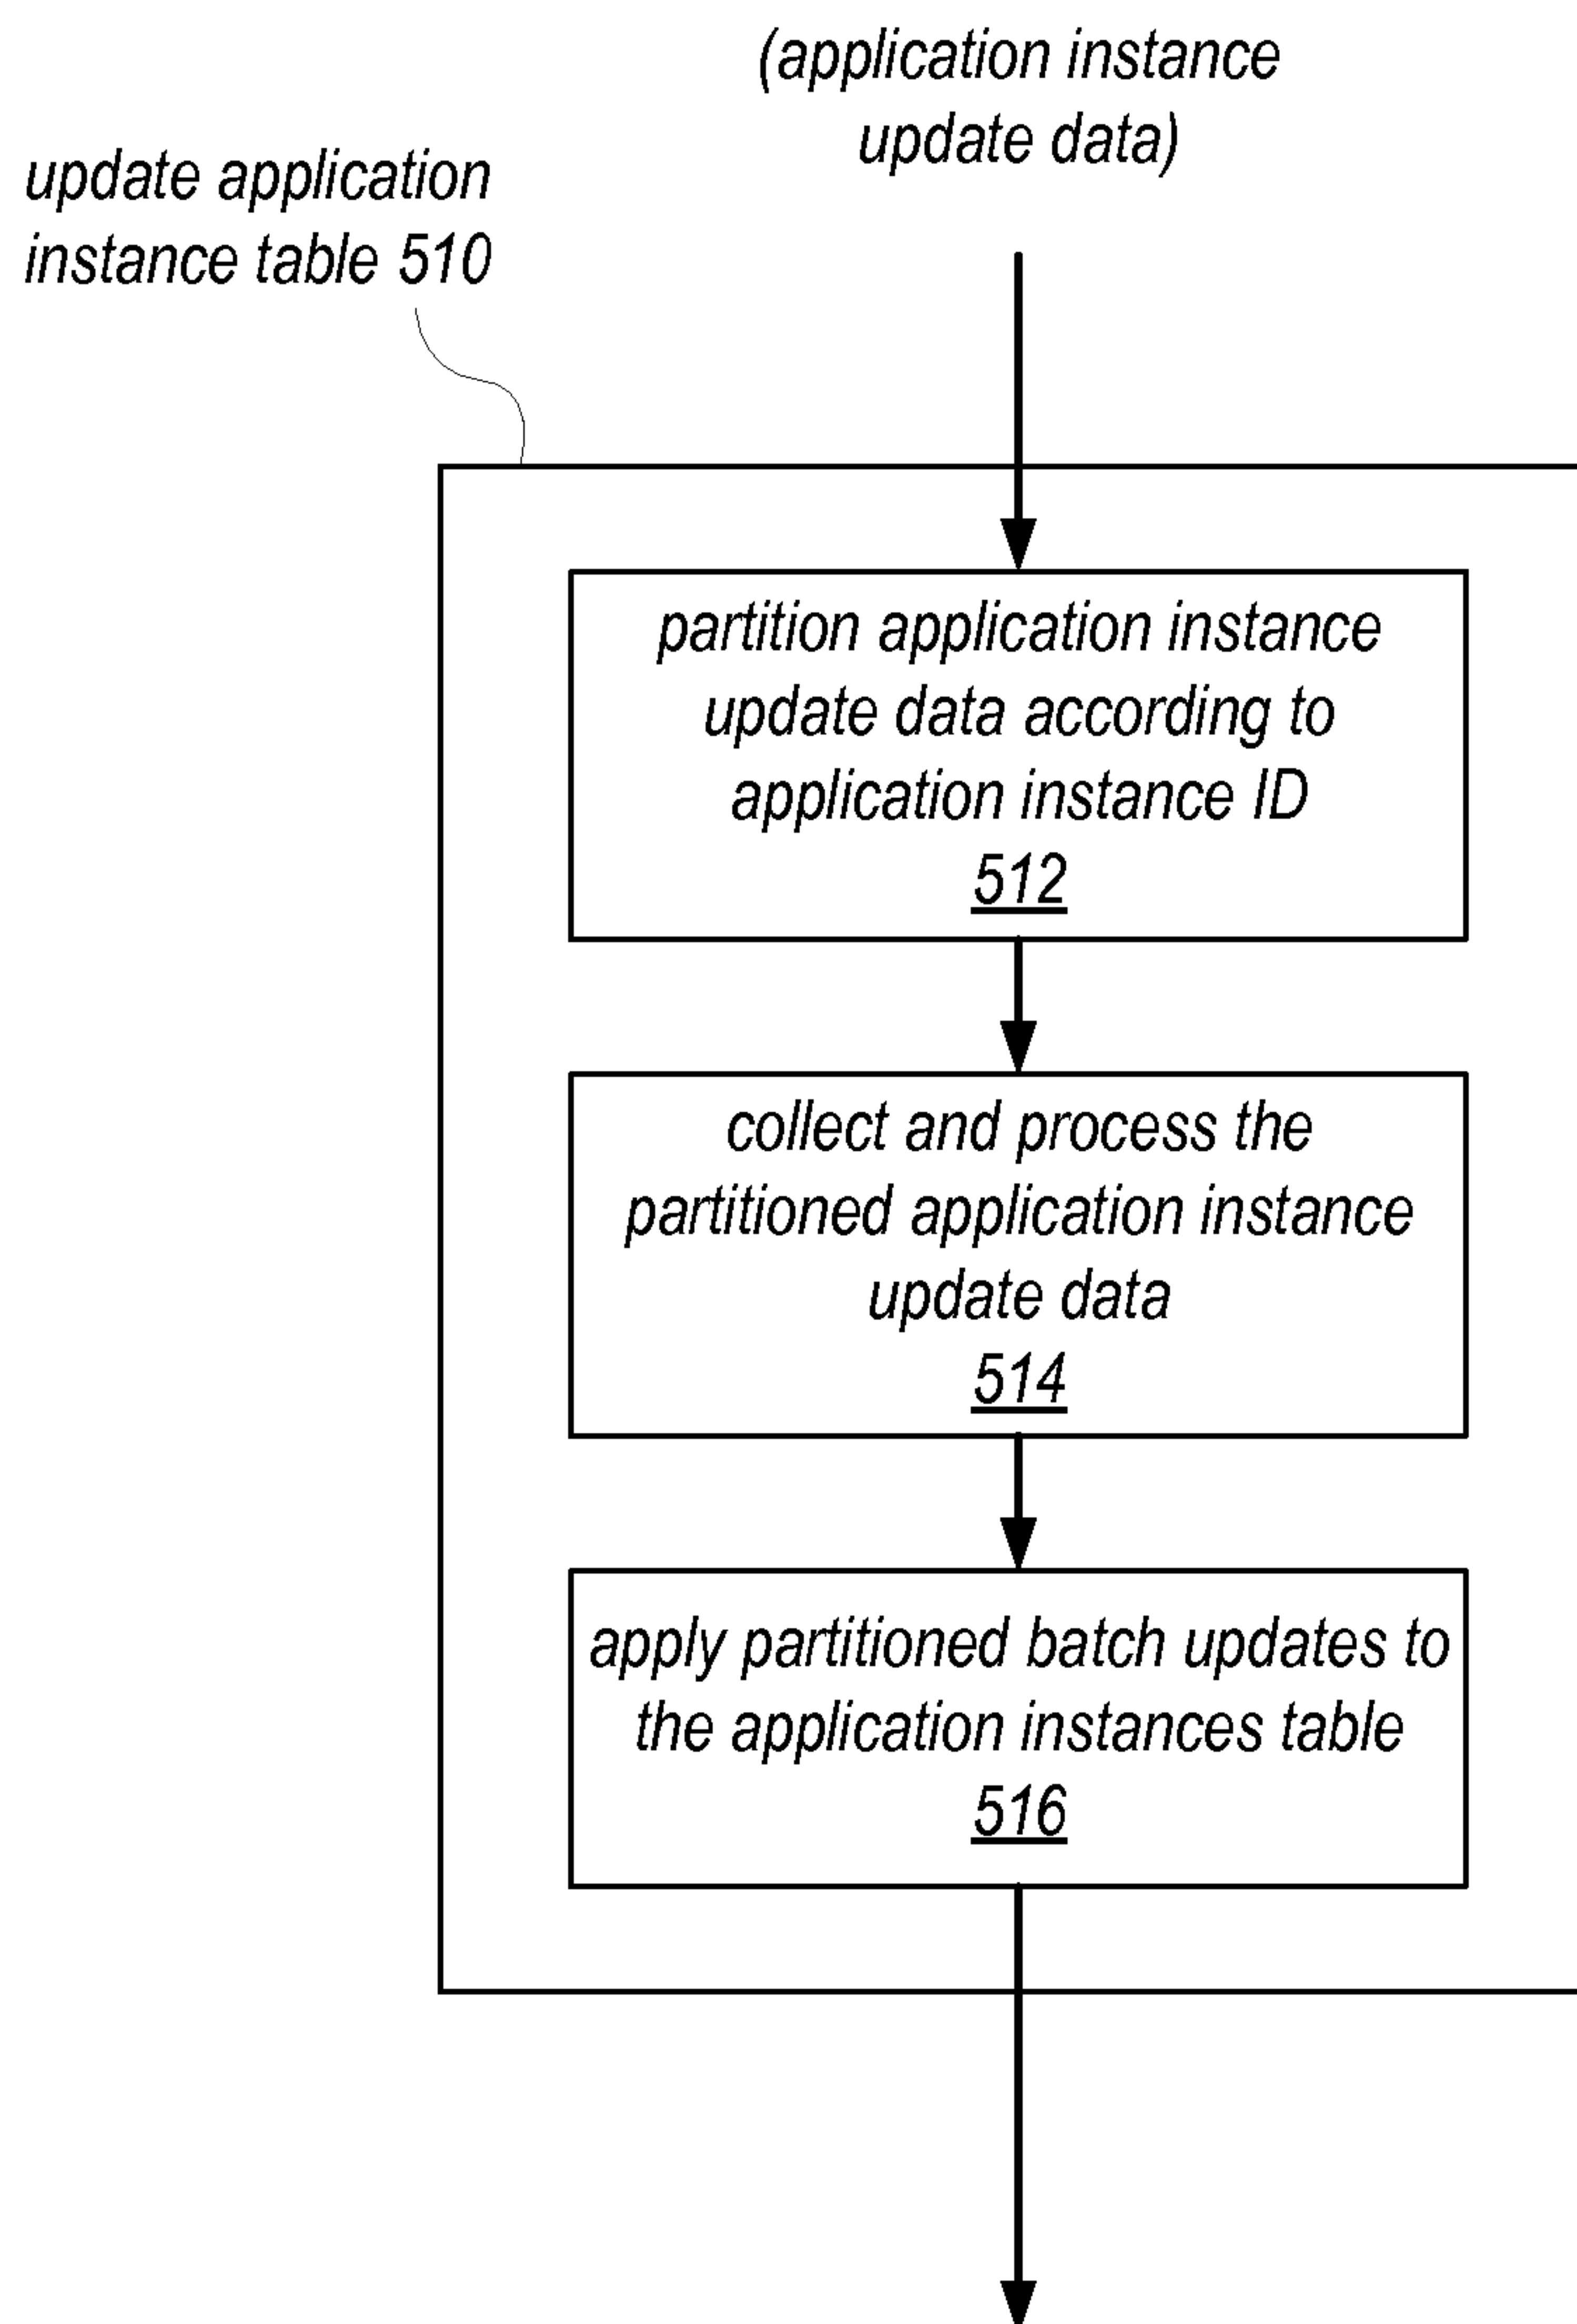 (application instance
update data)
update application
instance table 510
partition application instance
update data according to
application instance ID
512
collect and process the
partitioned application instance
update data
514
apply partitioned batch updates to
the application instances table
516